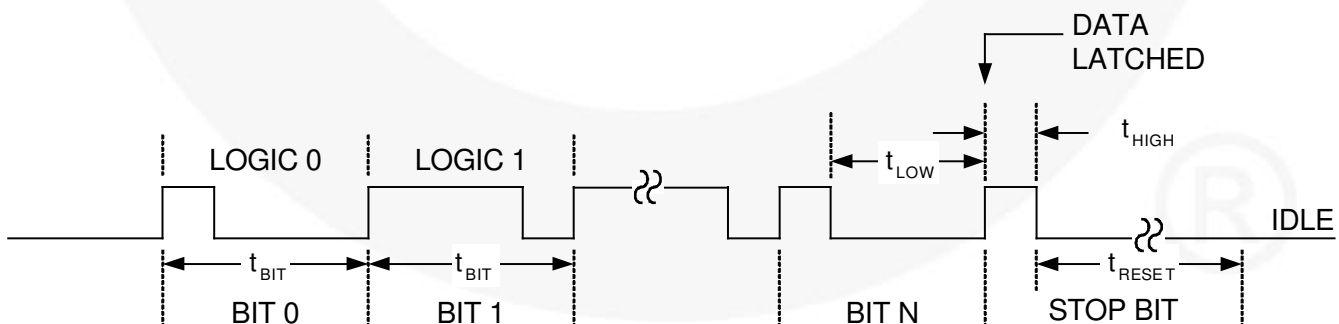 DATA
LATCHED
LOGIC 0 LOGIC 1 tLOW tHIGH
IDLE
tBIT tBIT tRESET
BIT 0 BIT 1 BIT N STOP BIT
®